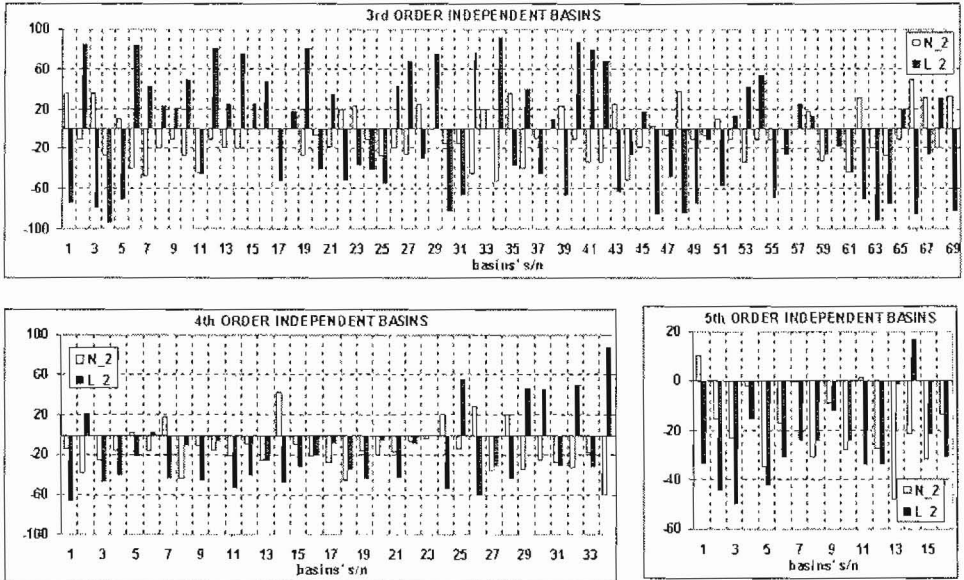 3rd ORDER INDEPENDENT BASINS
100
60
20
-20
-60
-100
N_2
L_2
1 3 5 7 9 11 13 15 17 19 21 23 25 27 29 31 33 35 37 39 41 43 45 47 49 51 53 55 57 59 61 63 65 67 69
basins's/n
4th ORDER INDEPENDENT BASINS
100
60
20
-20
-60
-100
N_2
L_2
1 3 5 7 9 11 13 15 17 19 21 23 25 27 29 31 33
basins's/n
5th ORDER INDEPENDENT BASINS
20
0
-20
-40
-60
N_2
L_2
1 3 5 7 9 11 13 15
basins's/n